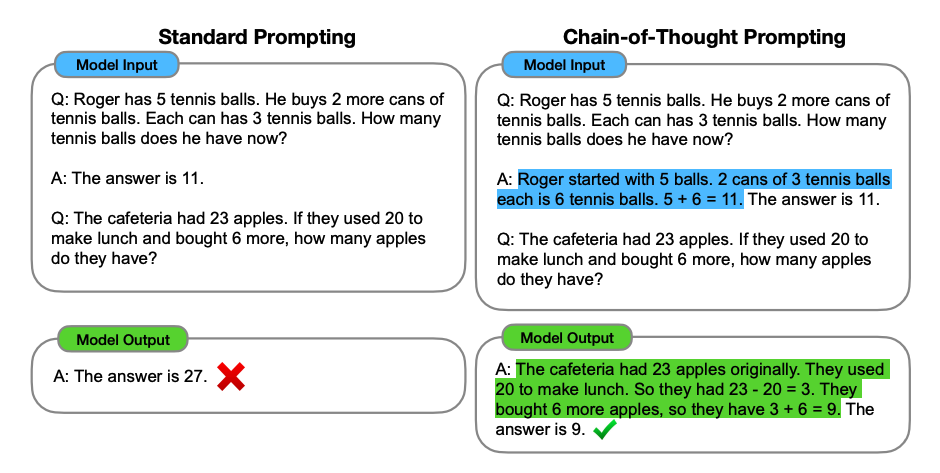 Standard Prompting
Model Input
Q: Roger has 5 tennis balls. He buys 2 more cans of
tennis balls. Each can has 3 tennis balls. How many
tennis balls does he have now?
A: The answer is 11.
Q: The cafeteria had 23 apples. If they used 20 to
make lunch and bought 6 more, how many apples
do they have?
Model Output
A: The answer is 27.
Chain-of-Thought Prompting
Model Input
Q: Roger has 5 tennis balls. He buys 2 more cans of
tennis balls. Each can has 3 tennis balls. How many
tennis balls does he have now?
A: Roger started with 5 balls. 2 cans of 3 tennis balls
each is 6 tennis balls. 5 + 6 = 11. The answer is 11.
Q: The cafeteria had 23 apples. If they used 20 to
make lunch and bought 6 more, how many apples
do they have?
Model Output
A: The cafeteria had 23 apples originally. They used
20 to make lunch. So they had 23 - 20 = 3. They
bought 6 more apples, so they have 3 + 6 = 9. The
answer is 9.